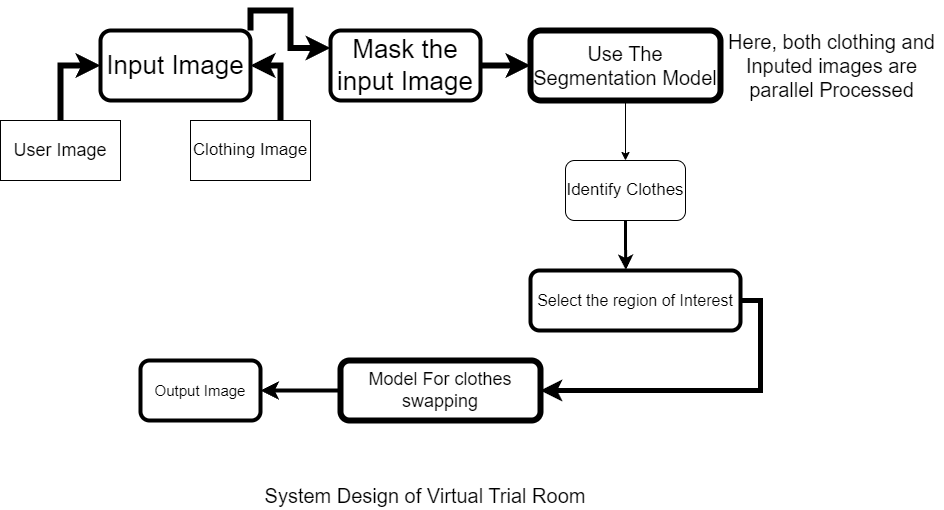 Input Image
Mask the
input Image
Use The
Segmentation Model
Here, both clothing and
Inputed images are
parallel Processed
User Image
Clothing Image
Identify Clothes
Select the region of Interest
Model For clothes
swapping
Output Image
System Design of Virtual Trial Room